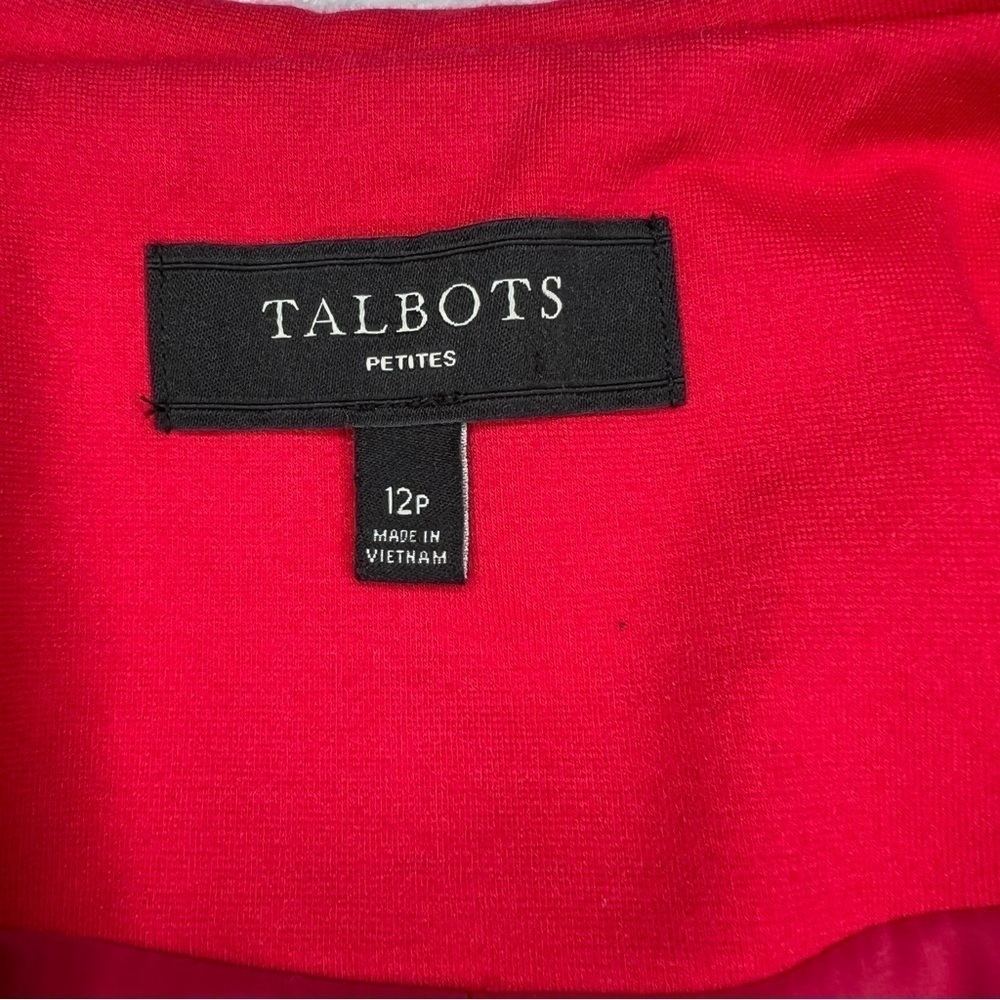 TALBOTS
PETITES
12P
MADE IN
VIETNAM